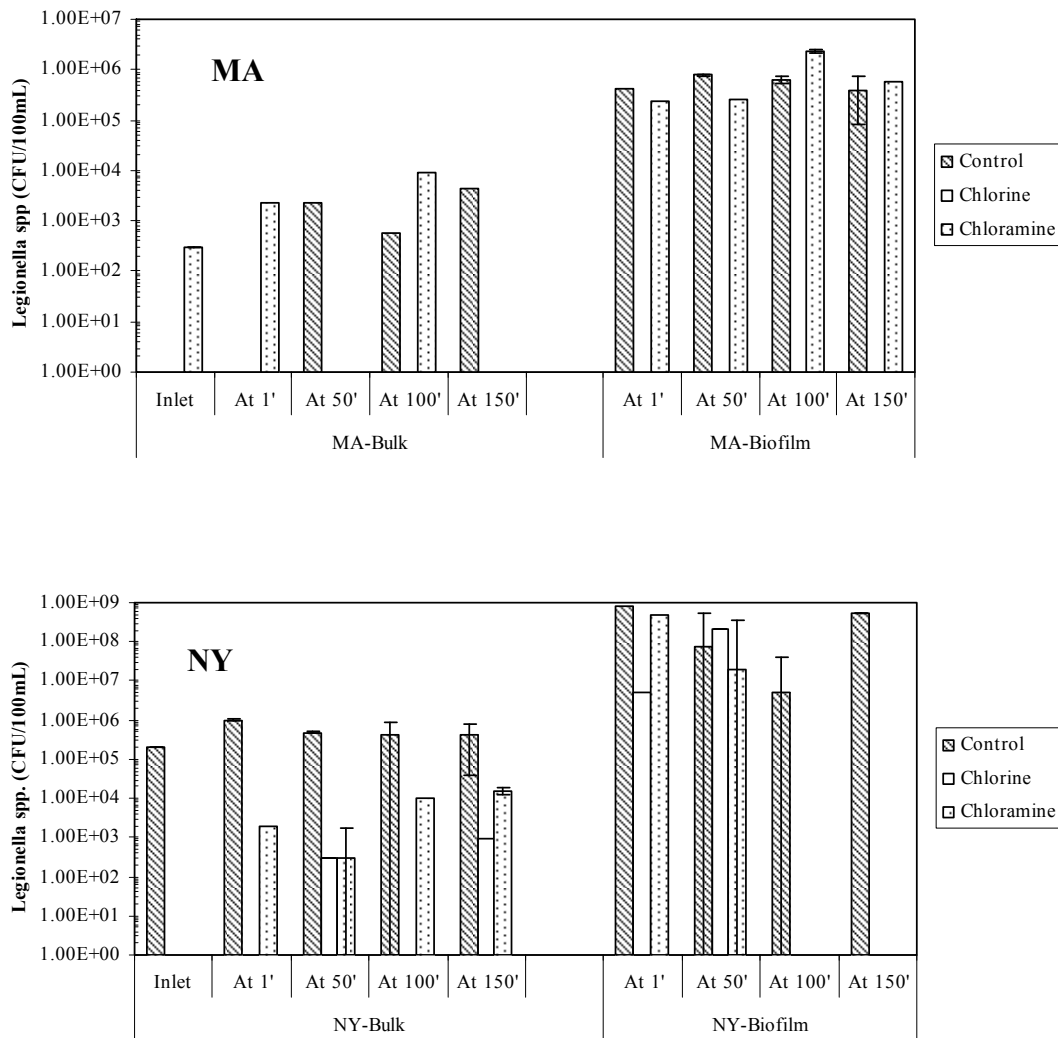 1.00E+07
1.00E+06
1.00E+05
1.00E+04
1.00E+03
1.00E+02
1.00E+01
1.00E+00
Legionella spp (CFU/100mL)
MA
Inlet At 1' At 50' At 100' At 150' At 1' At 50' At 100' At 150'
MA-Bulk MA-Biofilm
Control
Chlorine
Chloramine
1.00E+09
1.00E+08
1.00E+07
1.00E+06
1.00E+05
1.00E+04
1.00E+03
1.00E+02
1.00E+01
1.00E+00
Legionella spp. (CFU/100mL)
NY
Inlet At 1' At 50' At 100' At 150' At 1' At 50' At 100' At 150'
NY-Bulk NY-Biofilm
Control
Chlorine
Chloramine